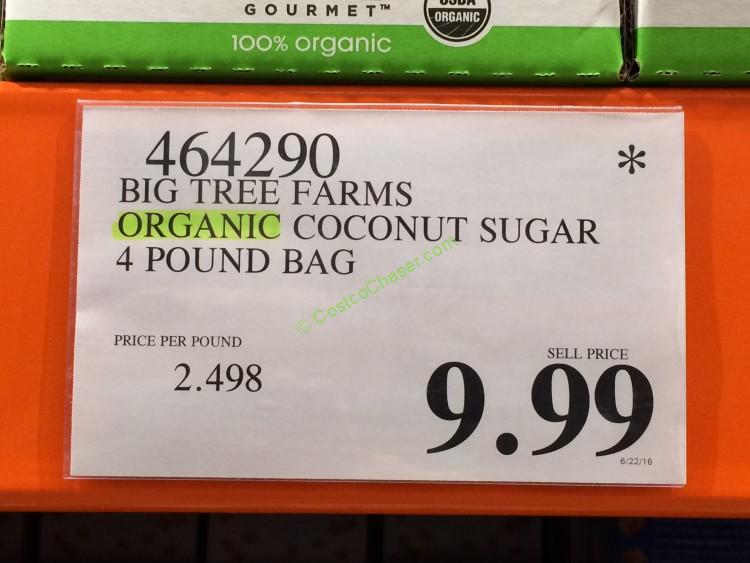 GOURMET™
USDA
ORGANIC
100% organic
464290
*
BIG TREE FARMS
ORGANIC COCONUT SUGAR
4 POUND BAG
© CostcoChaser.com
PRICE PER POUND
2.498
SELL PRICE
9.99
6/22/16